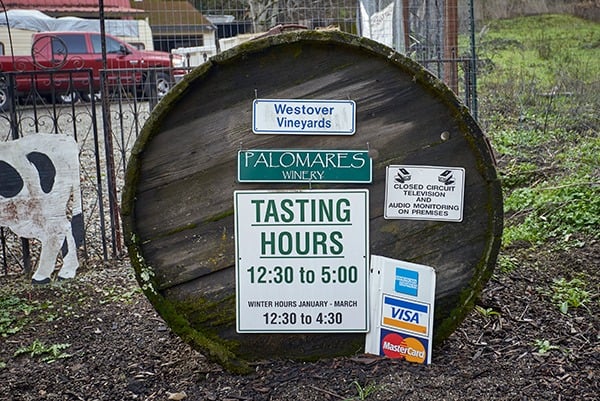 Westover
Vineyards
PALOMARES
WINERY
CLOSED CIRCUIT
TELEVISION
AND
AUDIO MONITORING
ON PREMISES
TASTING
HOURS
12:30 to 5:00
WINTER HOURS JANUARY - MARCH
12:30 to 4:30
VISA
MasterCard